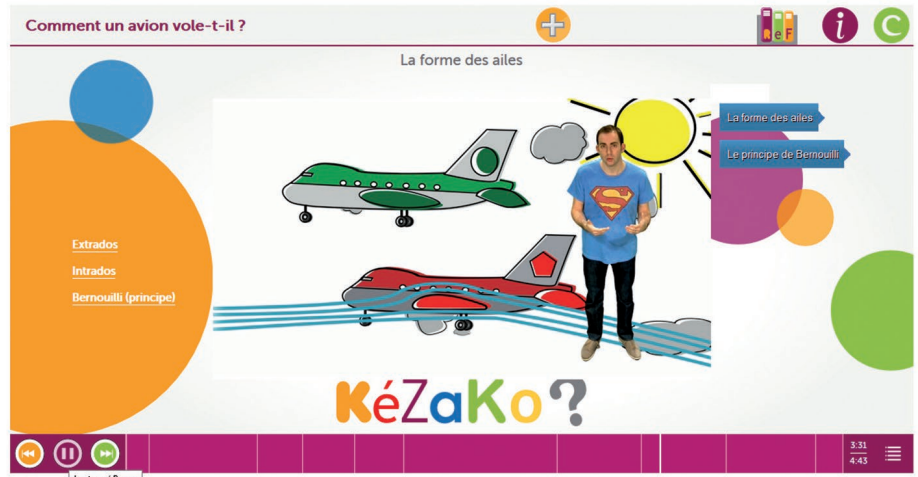 Comment un avion vole-t-il ?
ReF
i
C
La forme des ailes
La forme des ailes
Le principe de Bernouilli
Extrados
Intrados
Bernouilli (principe)
KéZaKo ?
3:31
4:43